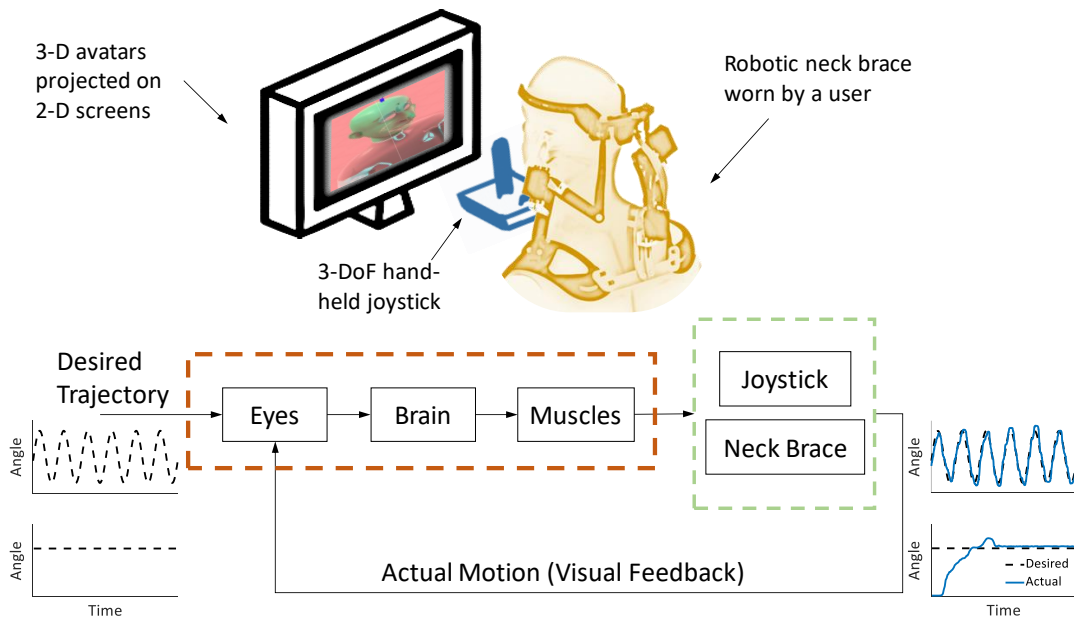 3-D avatars
projected on
2-D screens
Robotic neck brace
worn by a user
3-DoF hand-
held joystick
Desired
Trajectory
Eyes
Brain
Muscles
Joystick
Neck Brace
Angle
Angle
Time
Actual Motion (Visual Feedback)
Angle
Angle
Desired
Actual
Time